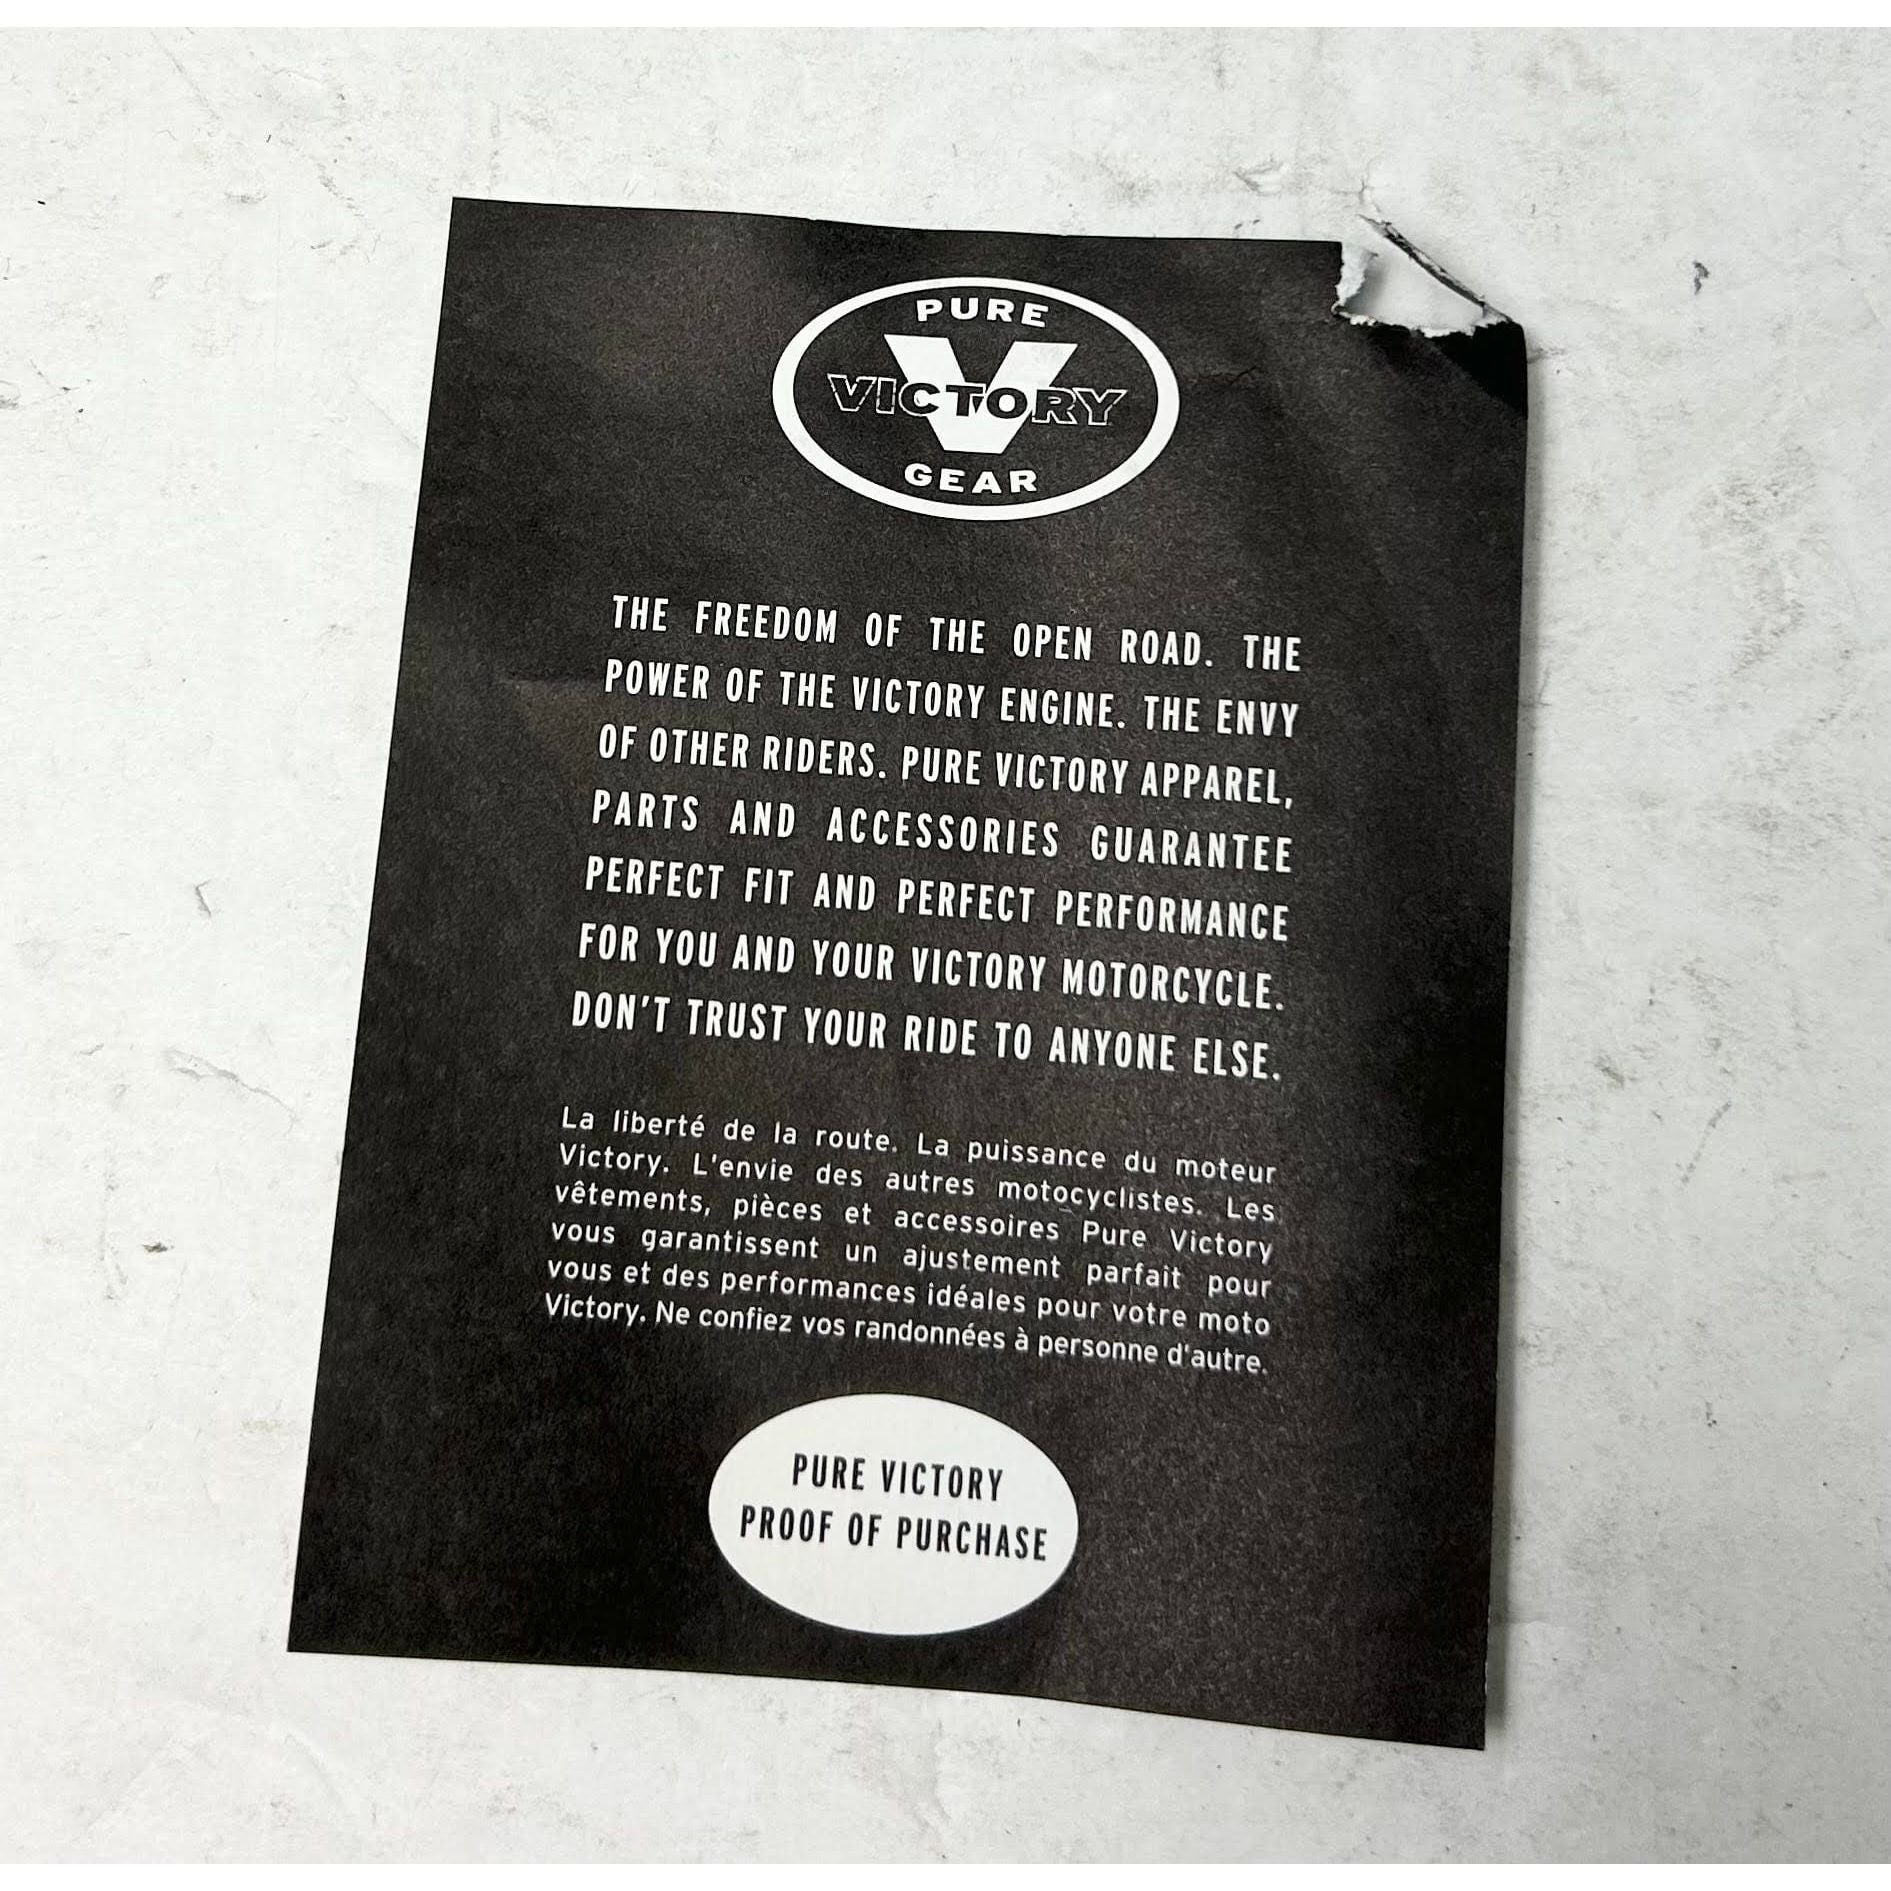 PURE
VICTORY
GEAR
THE FREEDOM OF THE OPEN ROAD. THE
POWER OF THE VICTORY ENGINE. THE ENVY
OF OTHER RIDERS. PURE VICTORY APPAREL,
PARTS AND ACCESSORIES GUARANTEE
PERFECT FIT AND PERFECT PERFORMANCE
FOR YOU AND YOUR VICTORY MOTORCYCLE.
DON'T TRUST YOUR RIDE TO ANYONE ELSE.
La liberté de la route. La puissance du moteur
Victory. L'envie des autres motocyclistes. Les
vêtements, pièces et accessoires Pure Victory
vous garantissent un ajustement parfait pour
vous et des performances idéales pour votre moto
Victory. Ne confiez vos randonnées à personne d'autre.
PURE VICTORY
PROOF OF PURCHASE